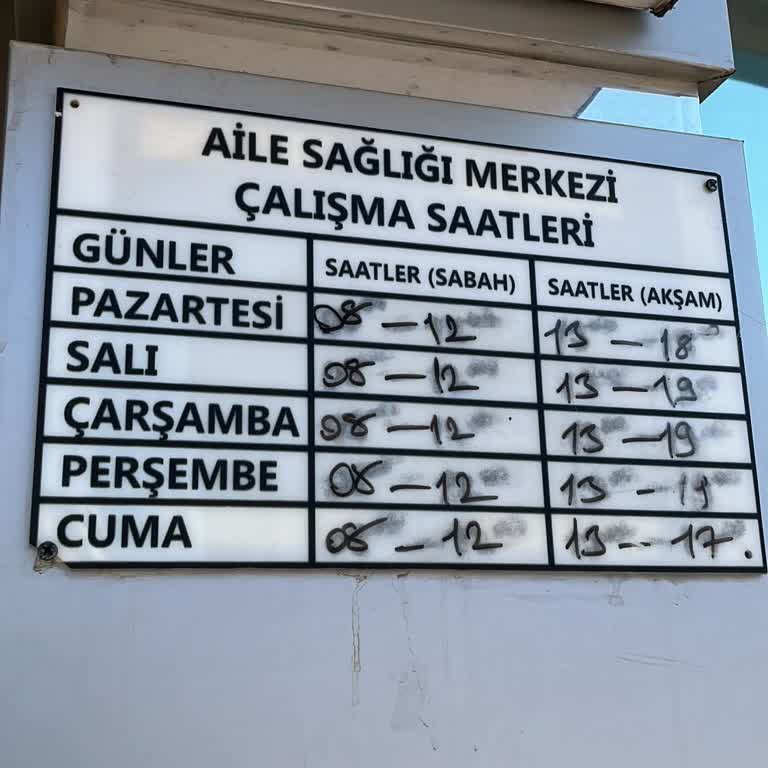 AİLE SAĞLIĞI MERKEZİ
ÇALIŞMA SAATLERİ
GÜNLER SAATLER (SABAH) SAATLER (AKŞAM)
PAZARTESİ 08 - 12 13 - 18
SALI 08 - 12 13 - 19
ÇARŞAMBA 08 - 12 13 - 19
PERŞEMBE 08 - 12 13 - 19
CUMA 08 - 12 13 - 17